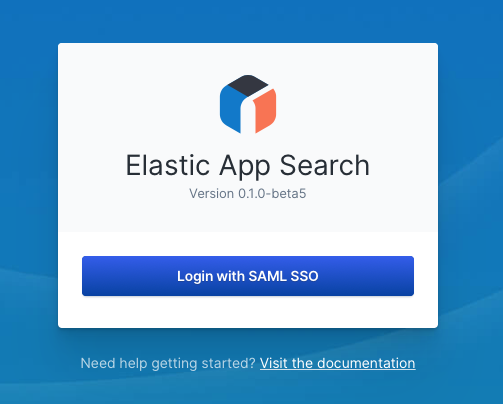 Elastic App Search
Version 0.1.0-beta5
Login with SAML SSO
Need help getting started? Visit the documentation